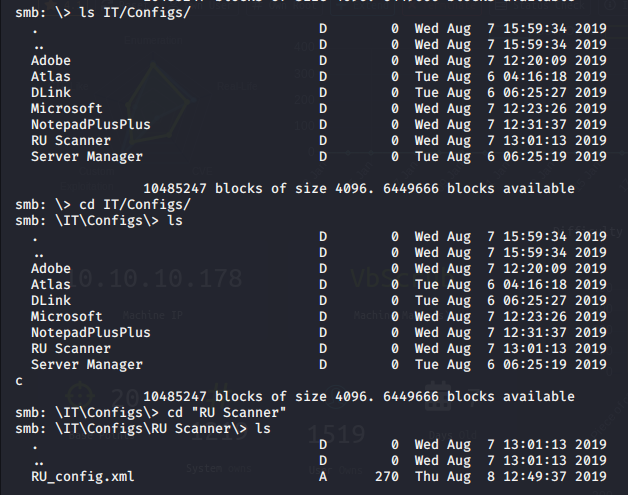 smb: \> ls IT/Configs/
  .                                   D        0  Wed Aug  7 15:59:34 2019
  ..                                  D        0  Wed Aug  7 15:59:34 2019
  Adobe                               D        0  Wed Aug  7 12:20:09 2019
  Atlas                               D        0  Tue Aug  6 04:16:18 2019
  DLink                               D        0  Tue Aug  6 06:25:27 2019
  Microsoft                           D        0  Wed Aug  7 12:23:26 2019
  NotepadPlusPlus                     D        0  Wed Aug  7 12:31:37 2019
  RU Scanner                          D        0  Wed Aug  7 13:01:13 2019
  Server Manager                      D        0  Tue Aug  6 06:25:19 2019
                10485247 blocks of size 4096. 6449666 blocks available
smb: \> cd IT/Configs/
smb: \IT\Configs\> ls
  .                                   D        0  Wed Aug  7 15:59:34 2019
  ..                                  D        0  Wed Aug  7 15:59:34 2019
  Adobe                               D        0  Wed Aug  7 12:20:09 2019
  Atlas                               D        0  Tue Aug  6 04:16:18 2019
  DLink                               D        0  Tue Aug  6 06:25:27 2019
  Microsoft                           D        0  Wed Aug  7 12:23:26 2019
  NotepadPlusPlus                     D        0  Wed Aug  7 12:31:37 2019
  RU Scanner                          D        0  Wed Aug  7 13:01:13 2019
  Server Manager                      D        0  Tue Aug  6 06:25:19 2019
c
                10485247 blocks of size 4096. 6449666 blocks available
smb: \IT\Configs\> cd "RU Scanner"
smb: \IT\Configs\RU Scanner\> ls
  .                                   D        0  Wed Aug  7 13:01:13 2019
  ..                                  D        0  Wed Aug  7 13:01:13 2019
  RU_config.xml                       A      270  Thu Aug  8 12:49:37 2019
10.10.10.178
Machine IP
1219
1519